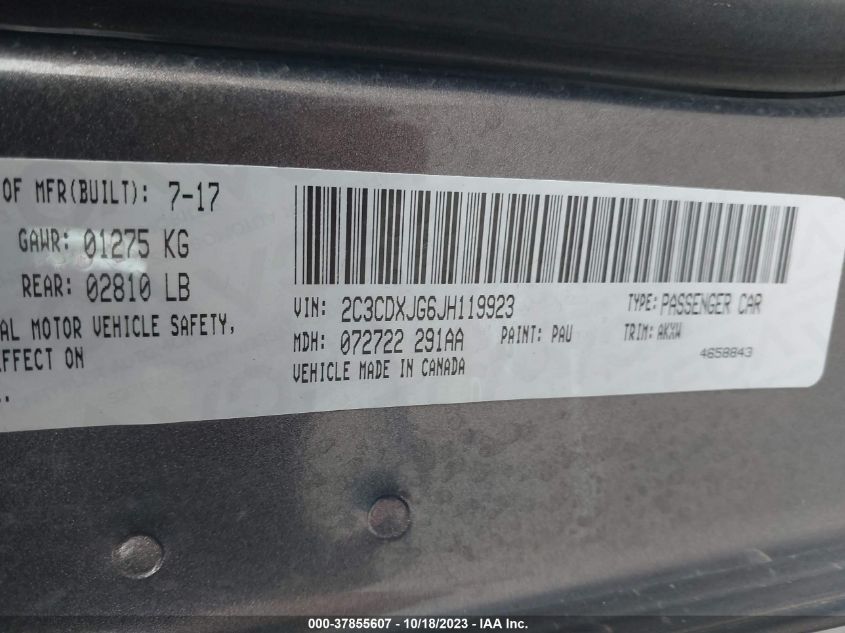 OF MFR(BUILT): 7-17
GAWR: 01275 KG
REAR: 02810 LB
AL MOTOR VEHICLE SAFETY,
EFFECT ON
VIN: 2C3CDXJG6JH119923 TYPE: PASSENGER CAR
MDH: 072722 291AA PAINT: PAU TRIM: AKXW
VEHICLE MADE IN CANADA 4658843
000-37855607 - 10/18/2023 - IAA Inc.